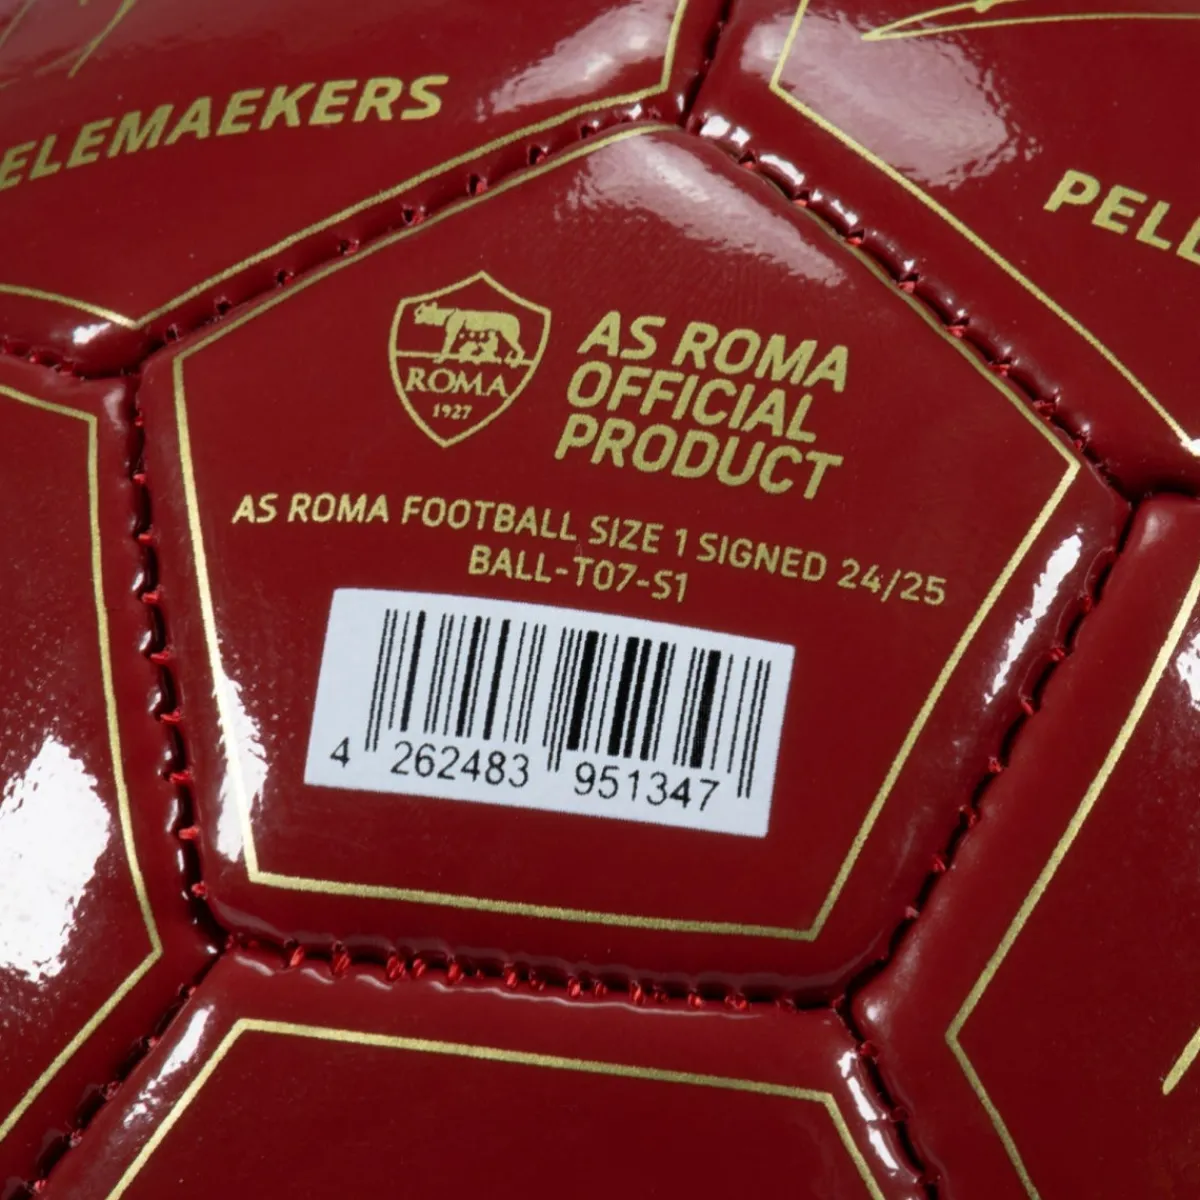 ELEMAEKERS
PELL
ROMA
1927
AS ROMA
OFFICIAL
PRODUCT
AS ROMA FOOTBALL SIZE 1 SIGNED 24/25
BALL-T07-S1
4 262483 951347